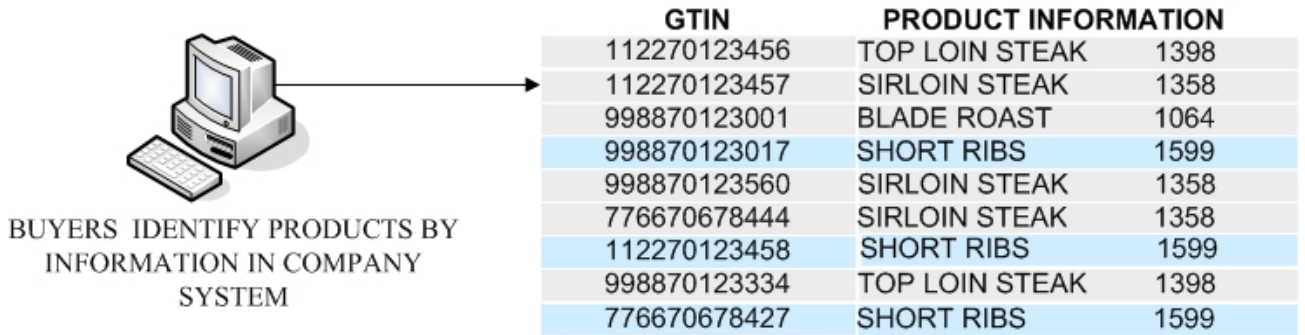 GTIN PRODUCT INFORMATION
112270123456 TOP LOIN STEAK 1398
112270123457 SIRLOIN STEAK 1358
998870123001 BLADE ROAST 1064
998870123017 SHORT RIBS 1599
998870123560 SIRLOIN STEAK 1358
776670678444 SIRLOIN STEAK 1358
112270123458 SHORT RIBS 1599
998870123334 TOP LOIN STEAK 1398
776670678427 SHORT RIBS 1599
BUYERS IDENTIFY PRODUCTS BY
INFORMATION IN COMPANY
SYSTEM